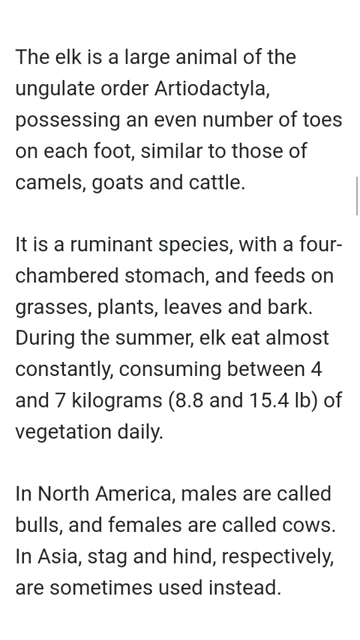 The elk is a large animal of the
ungulate order Artiodactyla,
possessing an even number of toes
on each foot, similar to those of
camels, goats and cattle.
It is a ruminant species, with a four-
chambered stomach, and feeds on
grasses, plants, leaves and bark.
During the summer, elk eat almost
constantly, consuming between 4
and 7 kilograms (8.8 and 15.4 lb) of
vegetation daily.
In North America, males are called
bulls, and females are called cows.
In Asia, stag and hind, respectively,
are sometimes used instead.